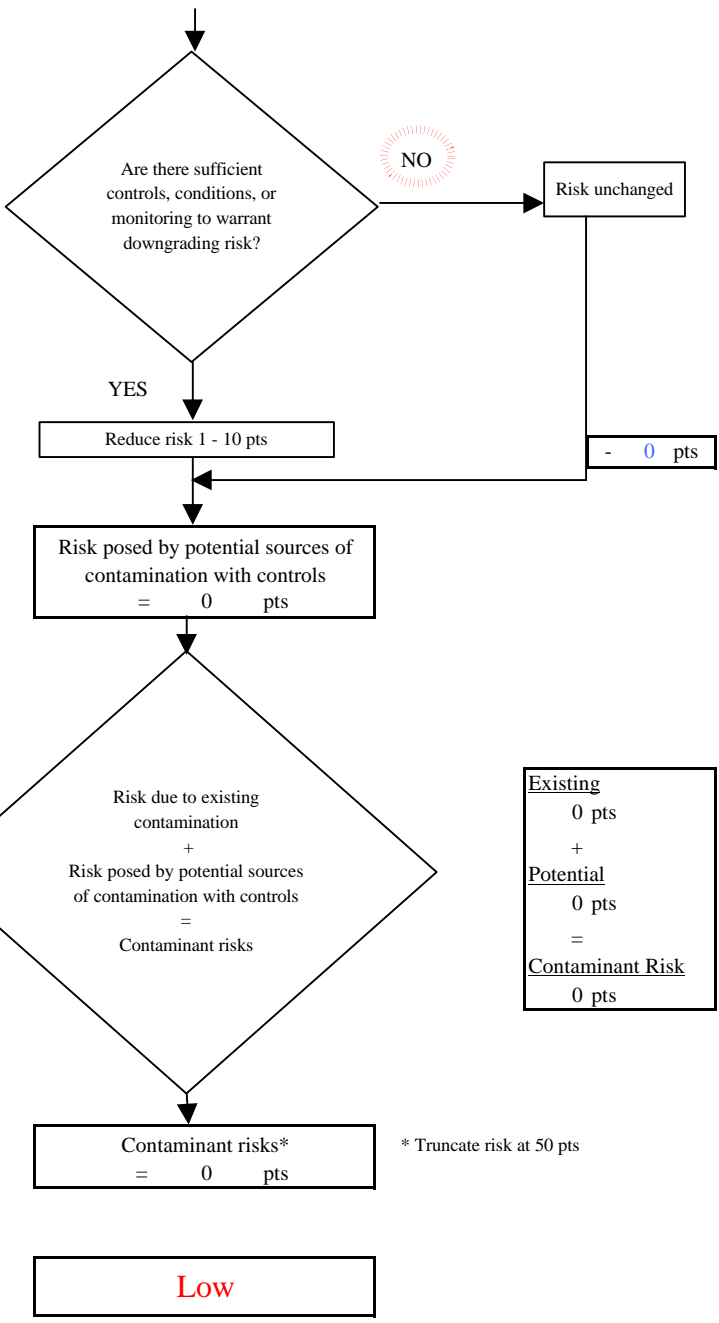 Are there sufficient
controls, conditions, or
monitoring to warrant
downgrading risk?
NO
Risk unchanged
YES
Reduce risk 1 - 10 pts
- 0 pts
Risk posed by potential sources of
contamination with controls
= 0 pts
Risk due to existing
contamination
+
Risk posed by potential sources
of contamination with controls
=
Contaminant risks
Existing
0 pts
+
Potential
0 pts
=
Contaminant Risk
0 pts
Contaminant risks*
= 0 pts
* Truncate risk at 50 pts
Low